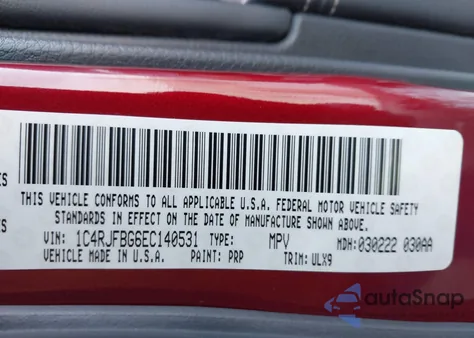 ES
THIS VEHICLE CONFORMS TO ALL APPLICABLE U.S.A. FEDERAL MOTOR VEHICLE SAFETY
STANDARDS IN EFFECT ON THE DATE OF MANUFACTURE SHOWN ABOVE.
VIN: 1C4RJFBG6EC140531 TYPE: MPV MDH:030222 030AA
VEHICLE MADE IN U.S.A. PAINT: PRP TRIM: ULX9
autoSnap